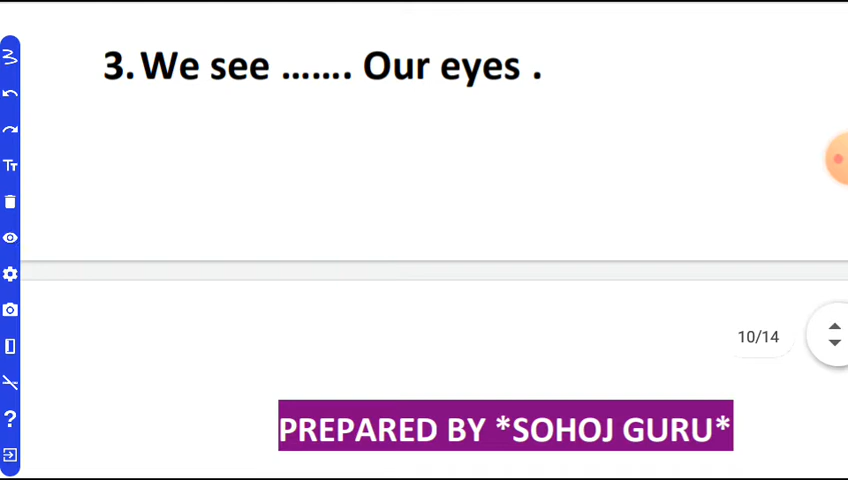 3. We see ....... Our eyes .
10/14
PREPARED BY *SOHOJ GURU*